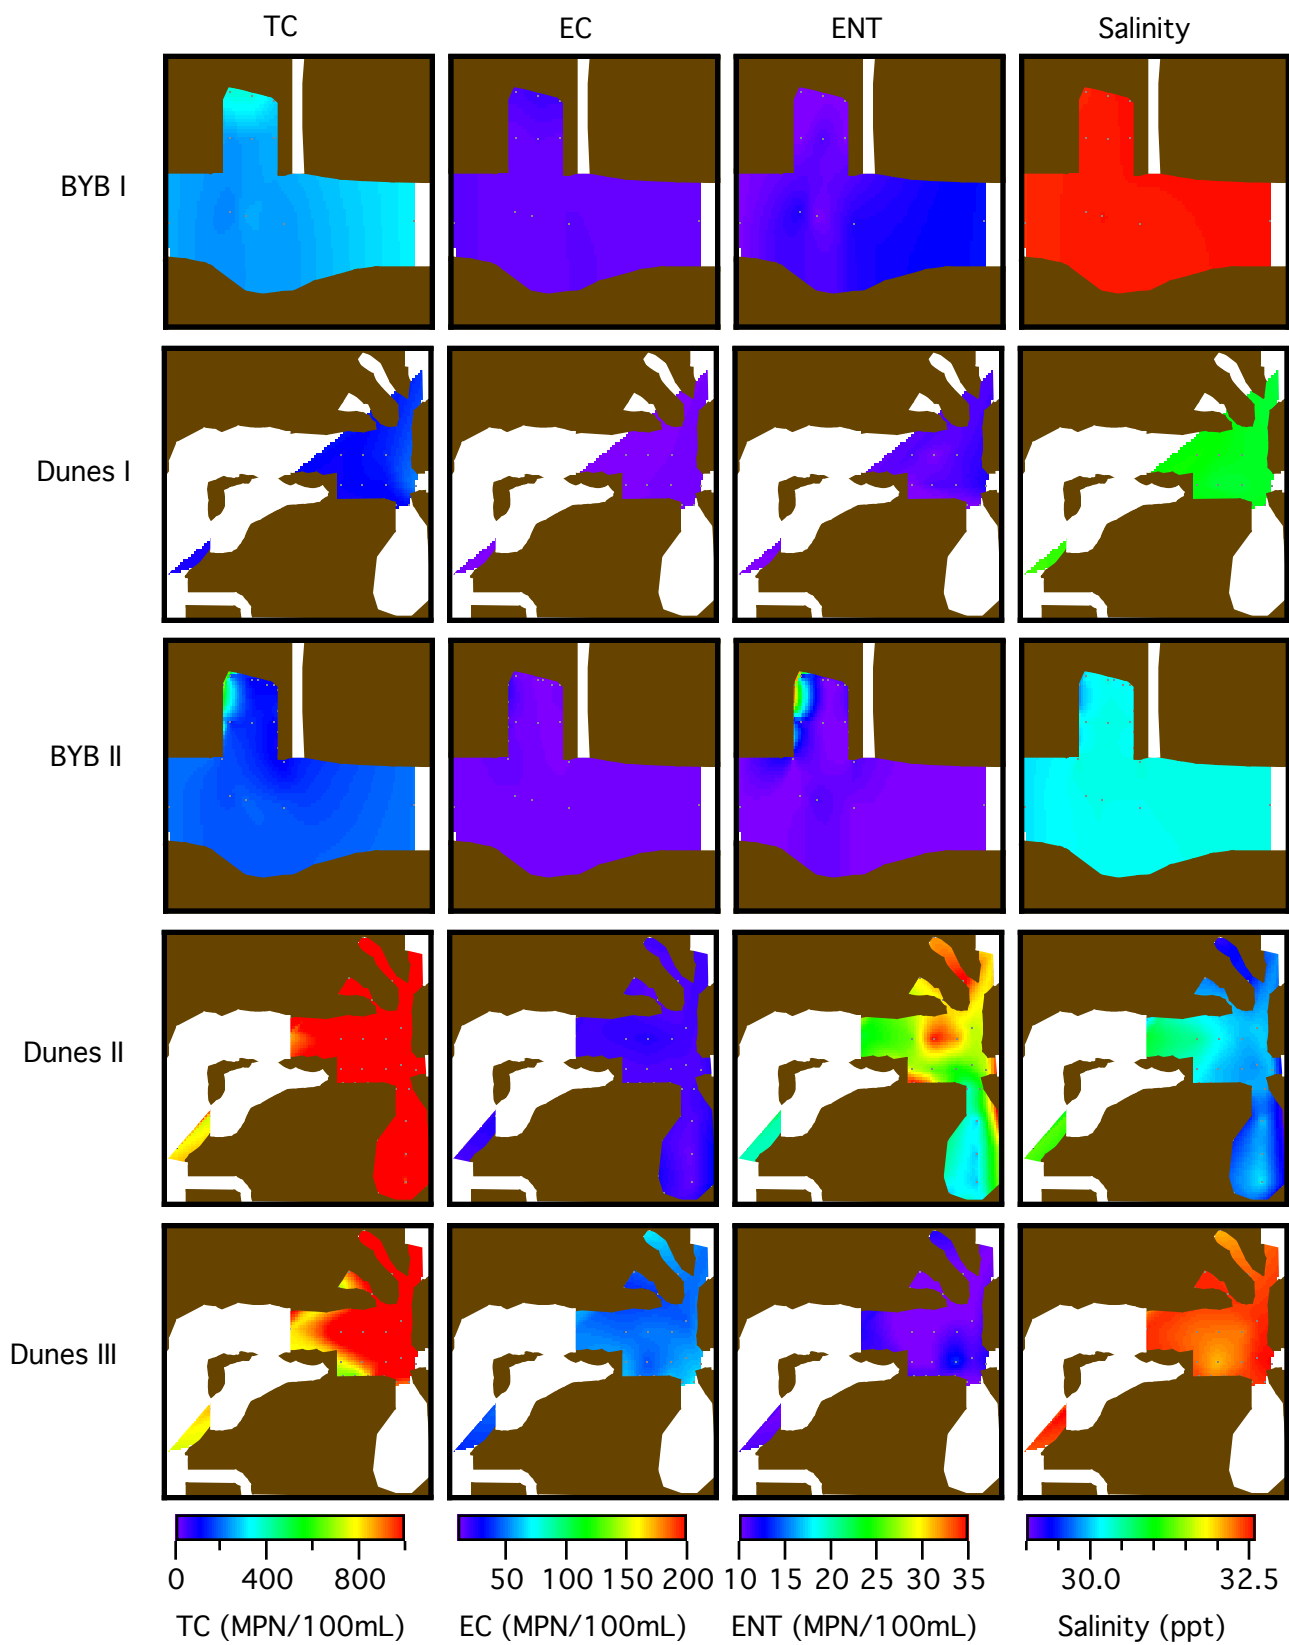 TC EC ENT Salinity
BYB I
Dunes I
BYB II
Dunes II
Dunes III
0 400 800 50 100 150 200 10 15 20 25 30 35 30.0 32.5
TC (MPN/100mL) EC (MPN/100mL) ENT (MPN/100mL) Salinity (ppt)